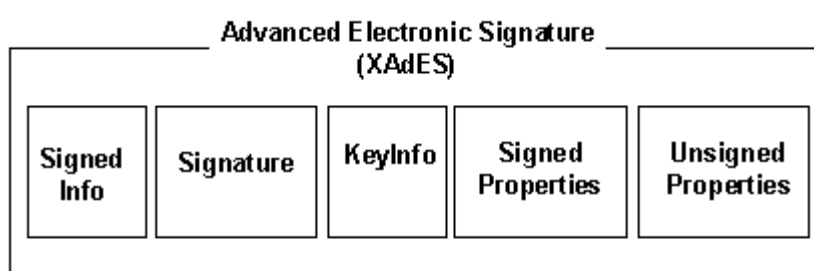 Advanced Electronic Signature
(XAdES)
Signed
Info
Signature
KeyInfo
Signed
Properties
Unsigned
Properties